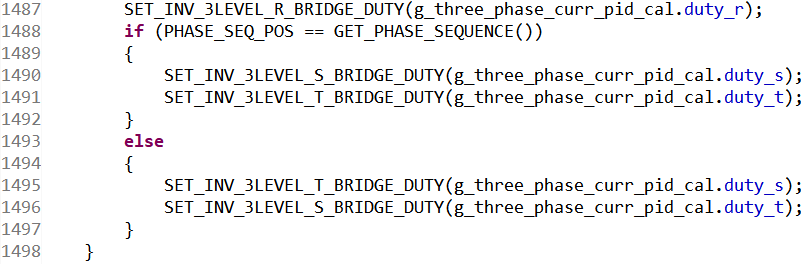 1487 SET_INV_3LEVEL_R_BRIDGE_DUTY(g_three_phase_curr_pid_cal.duty_r);
1488 if (PHASE_SEQ_POS == GET_PHASE_SEQUENCE())
1489 {
1490 SET_INV_3LEVEL_S_BRIDGE_DUTY(g_three_phase_curr_pid_cal.duty_s);
1491 SET_INV_3LEVEL_T_BRIDGE_DUTY(g_three_phase_curr_pid_cal.duty_t);
1492 }
1493 else
1494 {
1495 SET_INV_3LEVEL_T_BRIDGE_DUTY(g_three_phase_curr_pid_cal.duty_s);
1496 SET_INV_3LEVEL_S_BRIDGE_DUTY(g_three_phase_curr_pid_cal.duty_t);
1497 }
1498 }